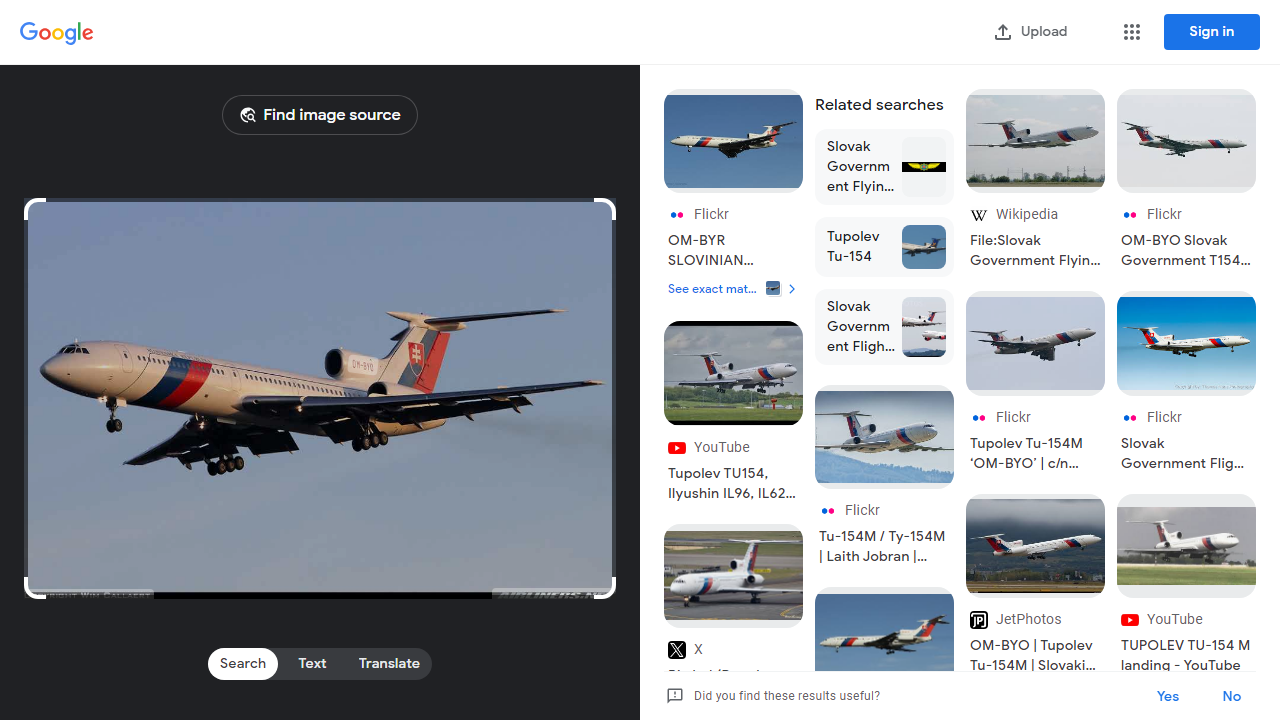 Google
Upload
Sign in
Find image source
OM-BYO
Search
Text
Translate
Flickr
OM-BYR
SLOVINIAN...
See exact mat...
YouTube
Tupolev TU154,
Ilyushin IL96, IL62...
X
Related searches
Slovak
Governm
ent Flyin...
Tupolev
Tu-154
Slovak
Governm
ent Fligh...
Flickr
Tu-154M / Ty-154M
| Laith Jobran |...
Wikipedia
File:Slovak
Government Flyin...
Flickr
Tupolev Tu-154M
‘OM-BYO’ | c/n...
JetPhotos
OM-BYO | Tupolev
Tu-154M | Slovaki...
Flickr
OM-BYO Slovak
Government T154...
Flickr
Slovak
Government Flig...
YouTube
TUPOLEV TU-154 M
landing - YouTube
Did you find these results useful?
Yes
No